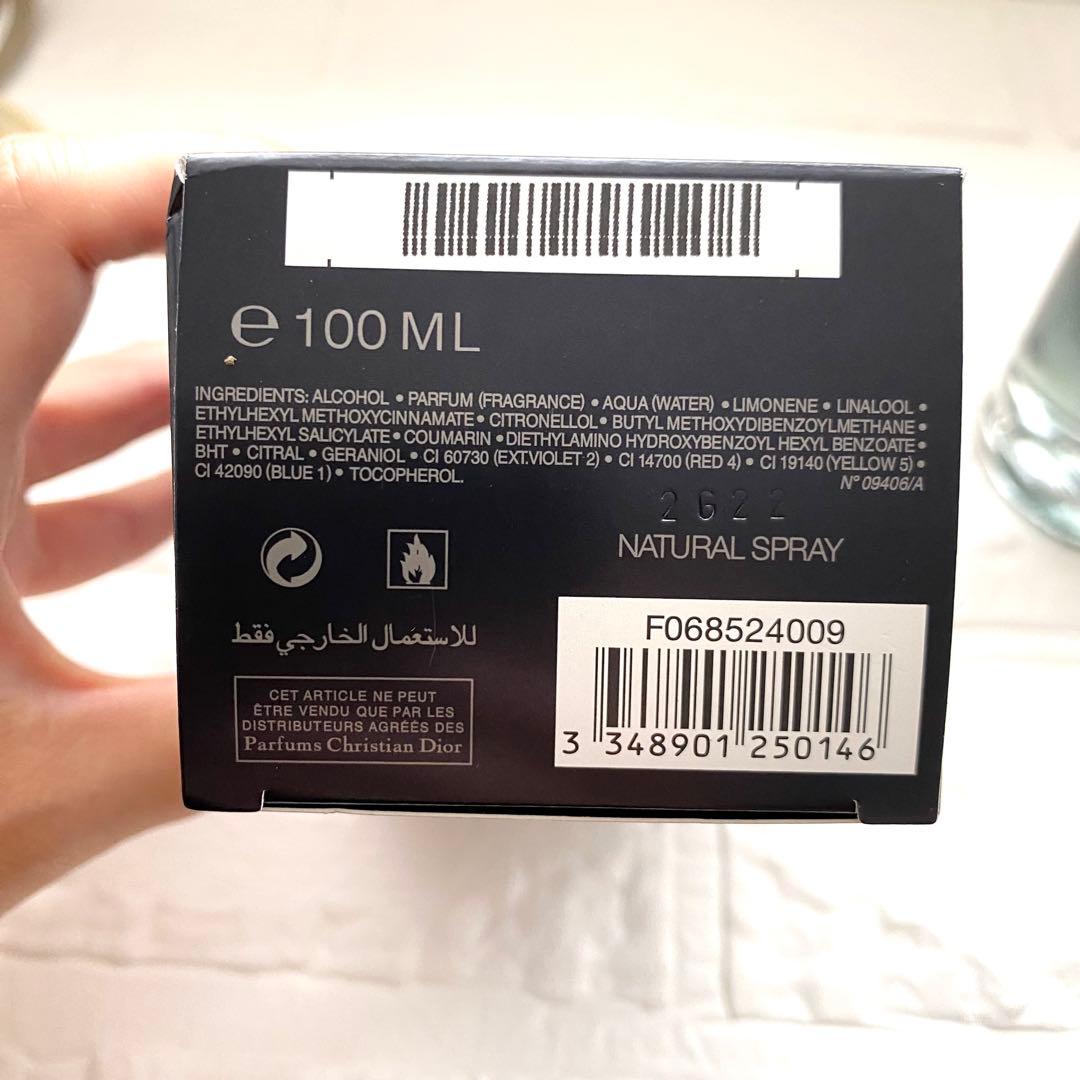 e 100 ML
INGREDIENTS: ALCOHOL • PARFUM (FRAGRANCE) • AQUA (WATER) • LIMONENE • LINALOOL •
ETHYLHEXYL METHOXYCINNAMATE • CITRONELLOL • BUTYL METHOXYDIBENZOYLMETHANE •
ETHYLHEXYL SALICYLATE • COUMARIN • DIETHYLAMINO HYDROXYBENZOYL HEXYL BENZOATE •
BHT • CITRAL • GERANIOL • CI 60730 (EXT.VIOLET 2) • CI 14700 (RED 4) • CI 19140 (YELLOW 5) •
CI 42090 (BLUE 1) • TOCOPHEROL.
N° 09406/A
2G22
NATURAL SPRAY
للاستعمال الخارجي فقط
CET ARTICLE NE PEUT
ÊTRE VENDU QUE PAR LES
DISTRIBUTEURS AGRÉÉS DES
Parfums Christian Dior
F068524009
3 348901 250146